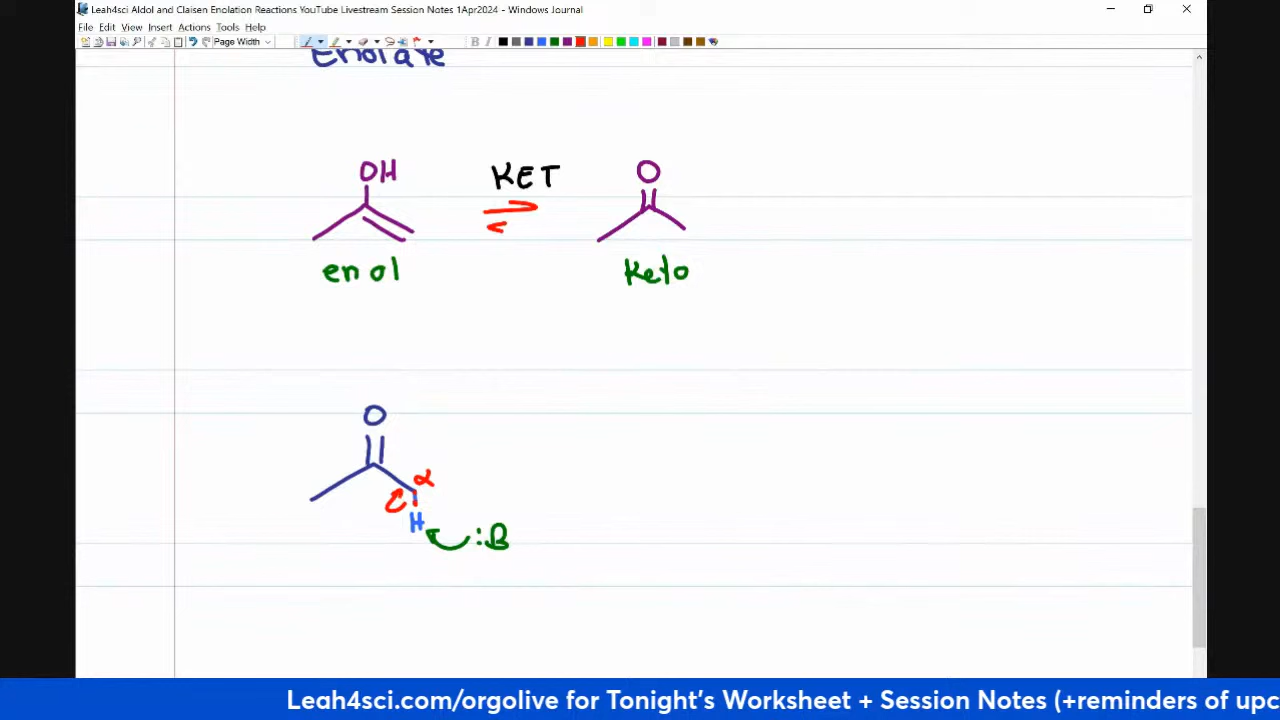 Leah4sci Aldol and Claisen Enolation Reactions YouTube Livestream Session Notes 1Apr2024 - Windows Journal
File Edit View Insert Actions Tools Help
Page Width
B I
Enolate
OH KET O
enol Keto
O
α
H :B
Leah4sci.com/orgolive for Tonight's Worksheet + Session Notes (+reminders of upc